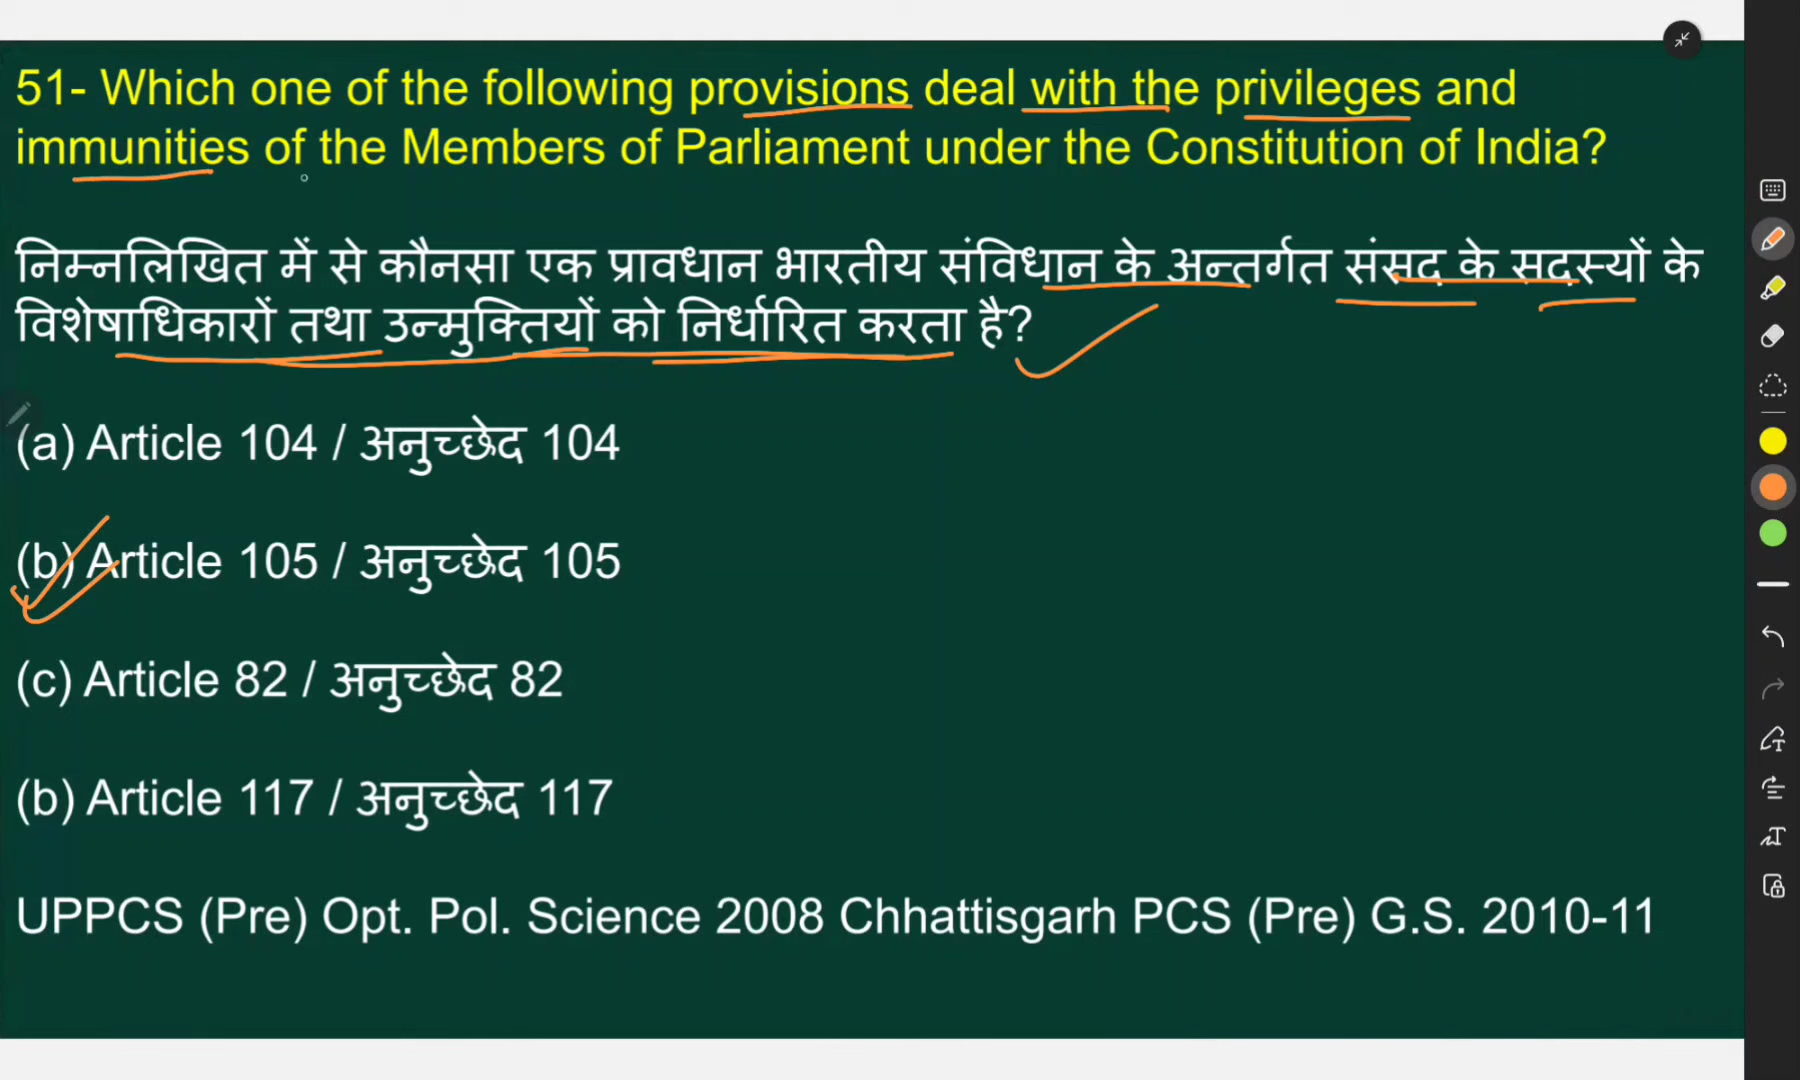 51- Which one of the following provisions deal with the privileges and
immunities of the Members of Parliament under the Constitution of India?
निम्नलिखित में से कौनसा एक प्रावधान भारतीय संविधान के अन्तर्गत संसद के सदस्यों के
विशेषाधिकारों तथा उन्मुक्तियों को निर्धारित करता है?
(a) Article 104 / अनुच्छेद 104
(b) Article 105 / अनुच्छेद 105
(c) Article 82 / अनुच्छेद 82
(b) Article 117 / अनुच्छेद 117
UPPCS (Pre) Opt. Pol. Science 2008 Chhattisgarh PCS (Pre) G.S. 2010-11